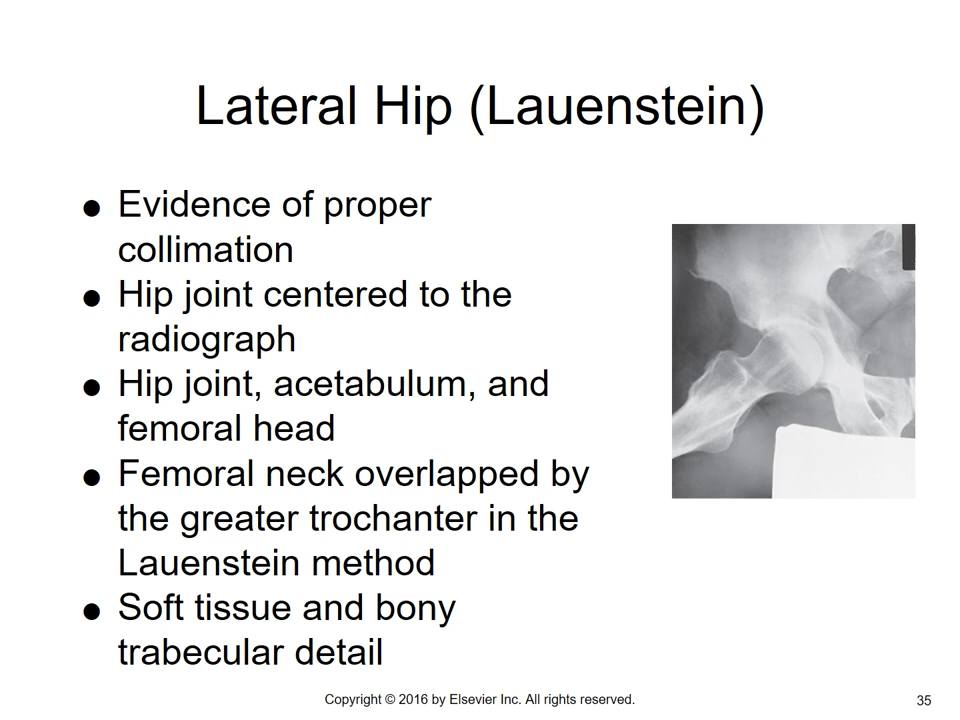 Lateral Hip (Lauenstein)
● Evidence of proper
collimation
● Hip joint centered to the
radiograph
● Hip joint, acetabulum, and
femoral head
● Femoral neck overlapped by
the greater trochanter in the
Lauenstein method
● Soft tissue and bony
trabecular detail
Copyright © 2016 by Elsevier Inc. All rights reserved.
35